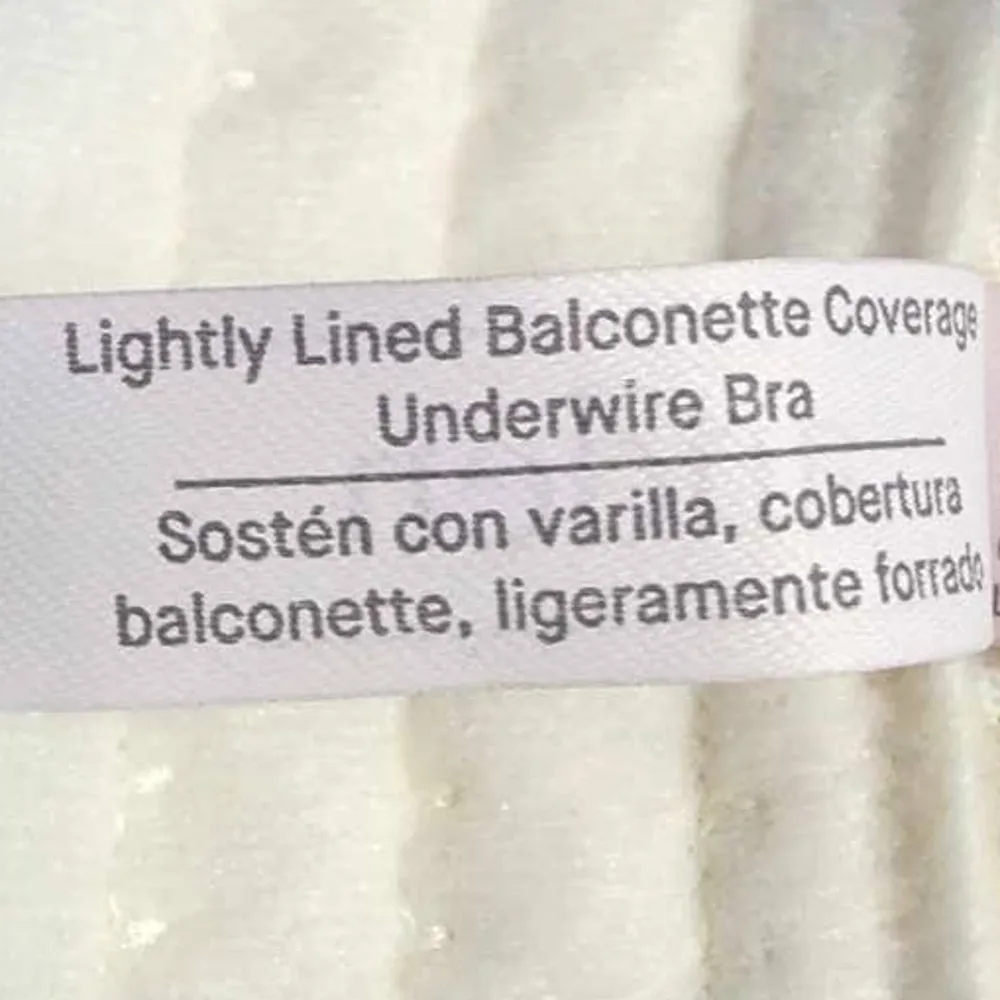 Lightly Lined Balconette Coverage
Underwire Bra
Sostén con varilla, cobertura
balconette, ligeramente forrado